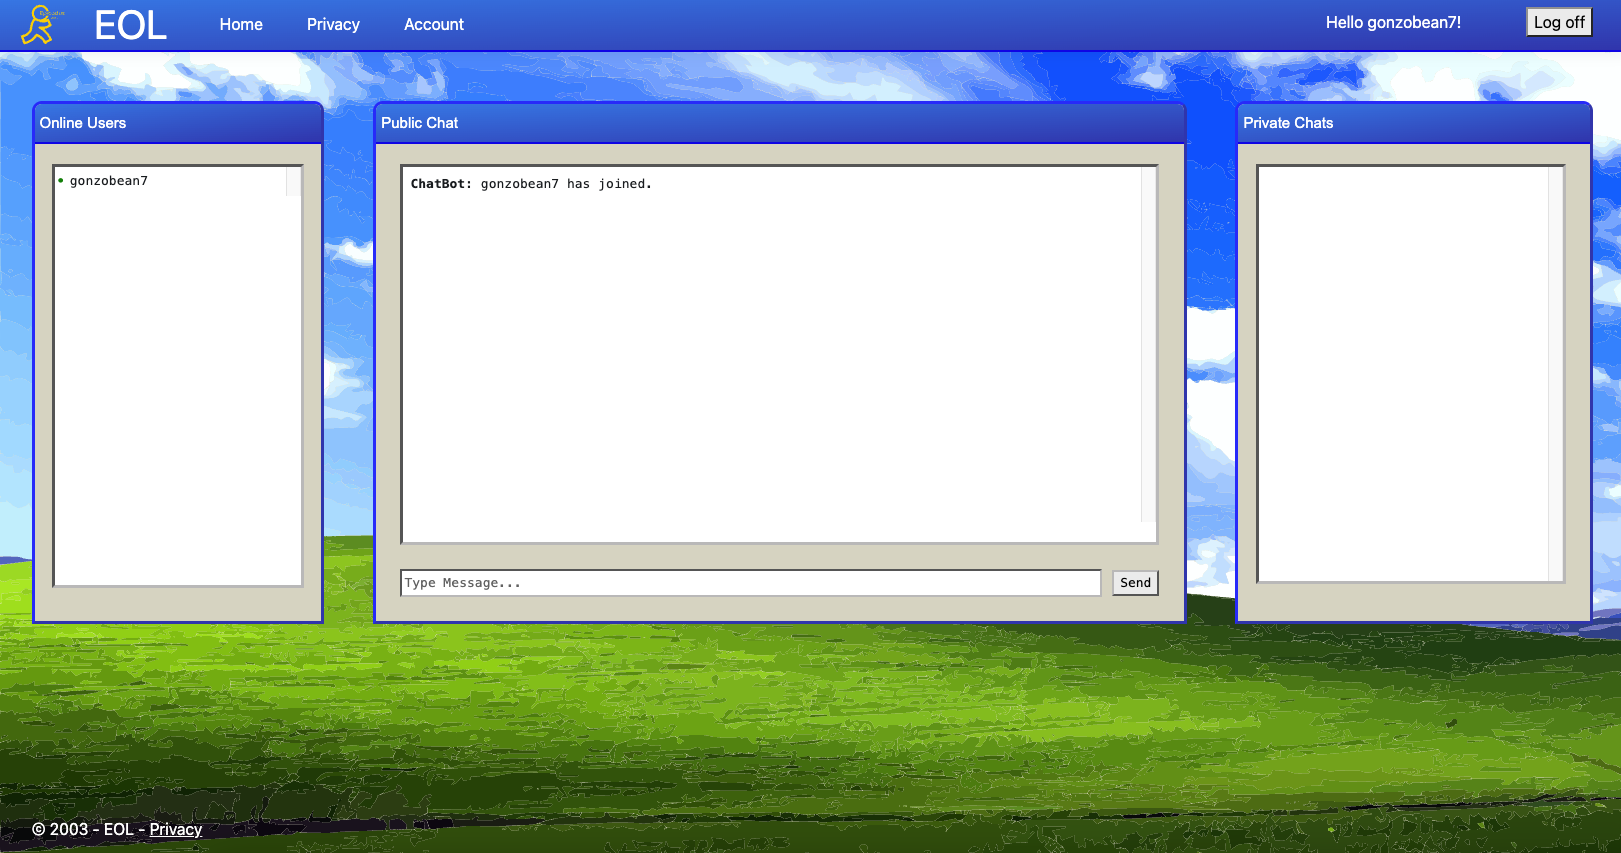 EOL
Home
Privacy
Account
Hello gonzobean7!
Log off
Online Users
• gonzobean7
Public Chat
ChatBot: gonzobean7 has joined.
Type Message...
Send
Private Chats
© 2003 - EOL - Privacy